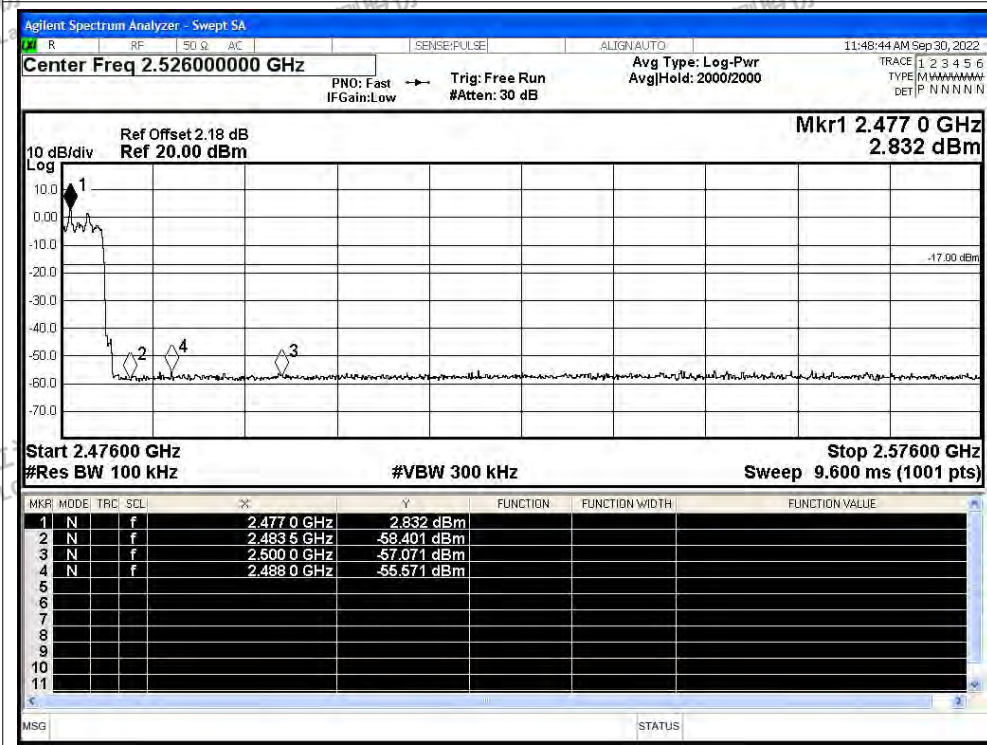 Agilent Spectrum Analyzer - Swept SA
LXI R RF 50 Ω AC SENSE:PULSE ALIGN AUTO 11:48:44 AM Sep 30, 2022
Center Freq 2.526000000 GHz
PNO: Fast
IFGain:Low
Trig: Free Run
#Atten: 30 dB
Avg Type: Log-Pwr
Avg|Hold: 2000/2000
TRACE 1 2 3 4 5 6
TYPE M WWWWW
DET P N N N N N
Mkr1 2.477 0 GHz
2.832 dBm
Ref Offset 2.18 dB
10 dB/div Ref 20.00 dBm
Log
10.0
0.00
-10.0
-20.0
-30.0
-40.0
-50.0
-60.0
-70.0
1
2
4
3
-17.00 dBm
Start 2.47600 GHz Stop 2.57600 GHz
#Res BW 100 kHz #VBW 300 kHz Sweep 9.600 ms (1001 pts)
MKR MODE TRC SCL X Y FUNCTION FUNCTION WIDTH FUNCTION VALUE
1 N f 2.477 0 GHz 2.832 dBm
2 N f 2.483 5 GHz -58.401 dBm
3 N f 2.500 0 GHz -57.071 dBm
4 N f 2.488 0 GHz -55.571 dBm
5
6
7
8
9
10
11
MSG STATUS